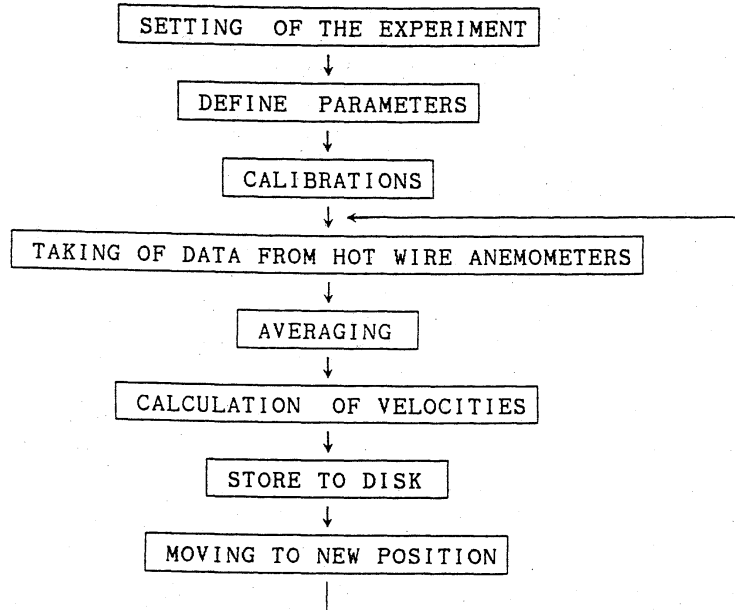 SETTING OF THE EXPERIMENT
DEFINE PARAMETERS
CALIBRATIONS
TAKING OF DATA FROM HOT WIRE ANEMOMETERS
AVERAGING
CALCULATION OF VELOCITIES
STORE TO DISK
MOVING TO NEW POSITION